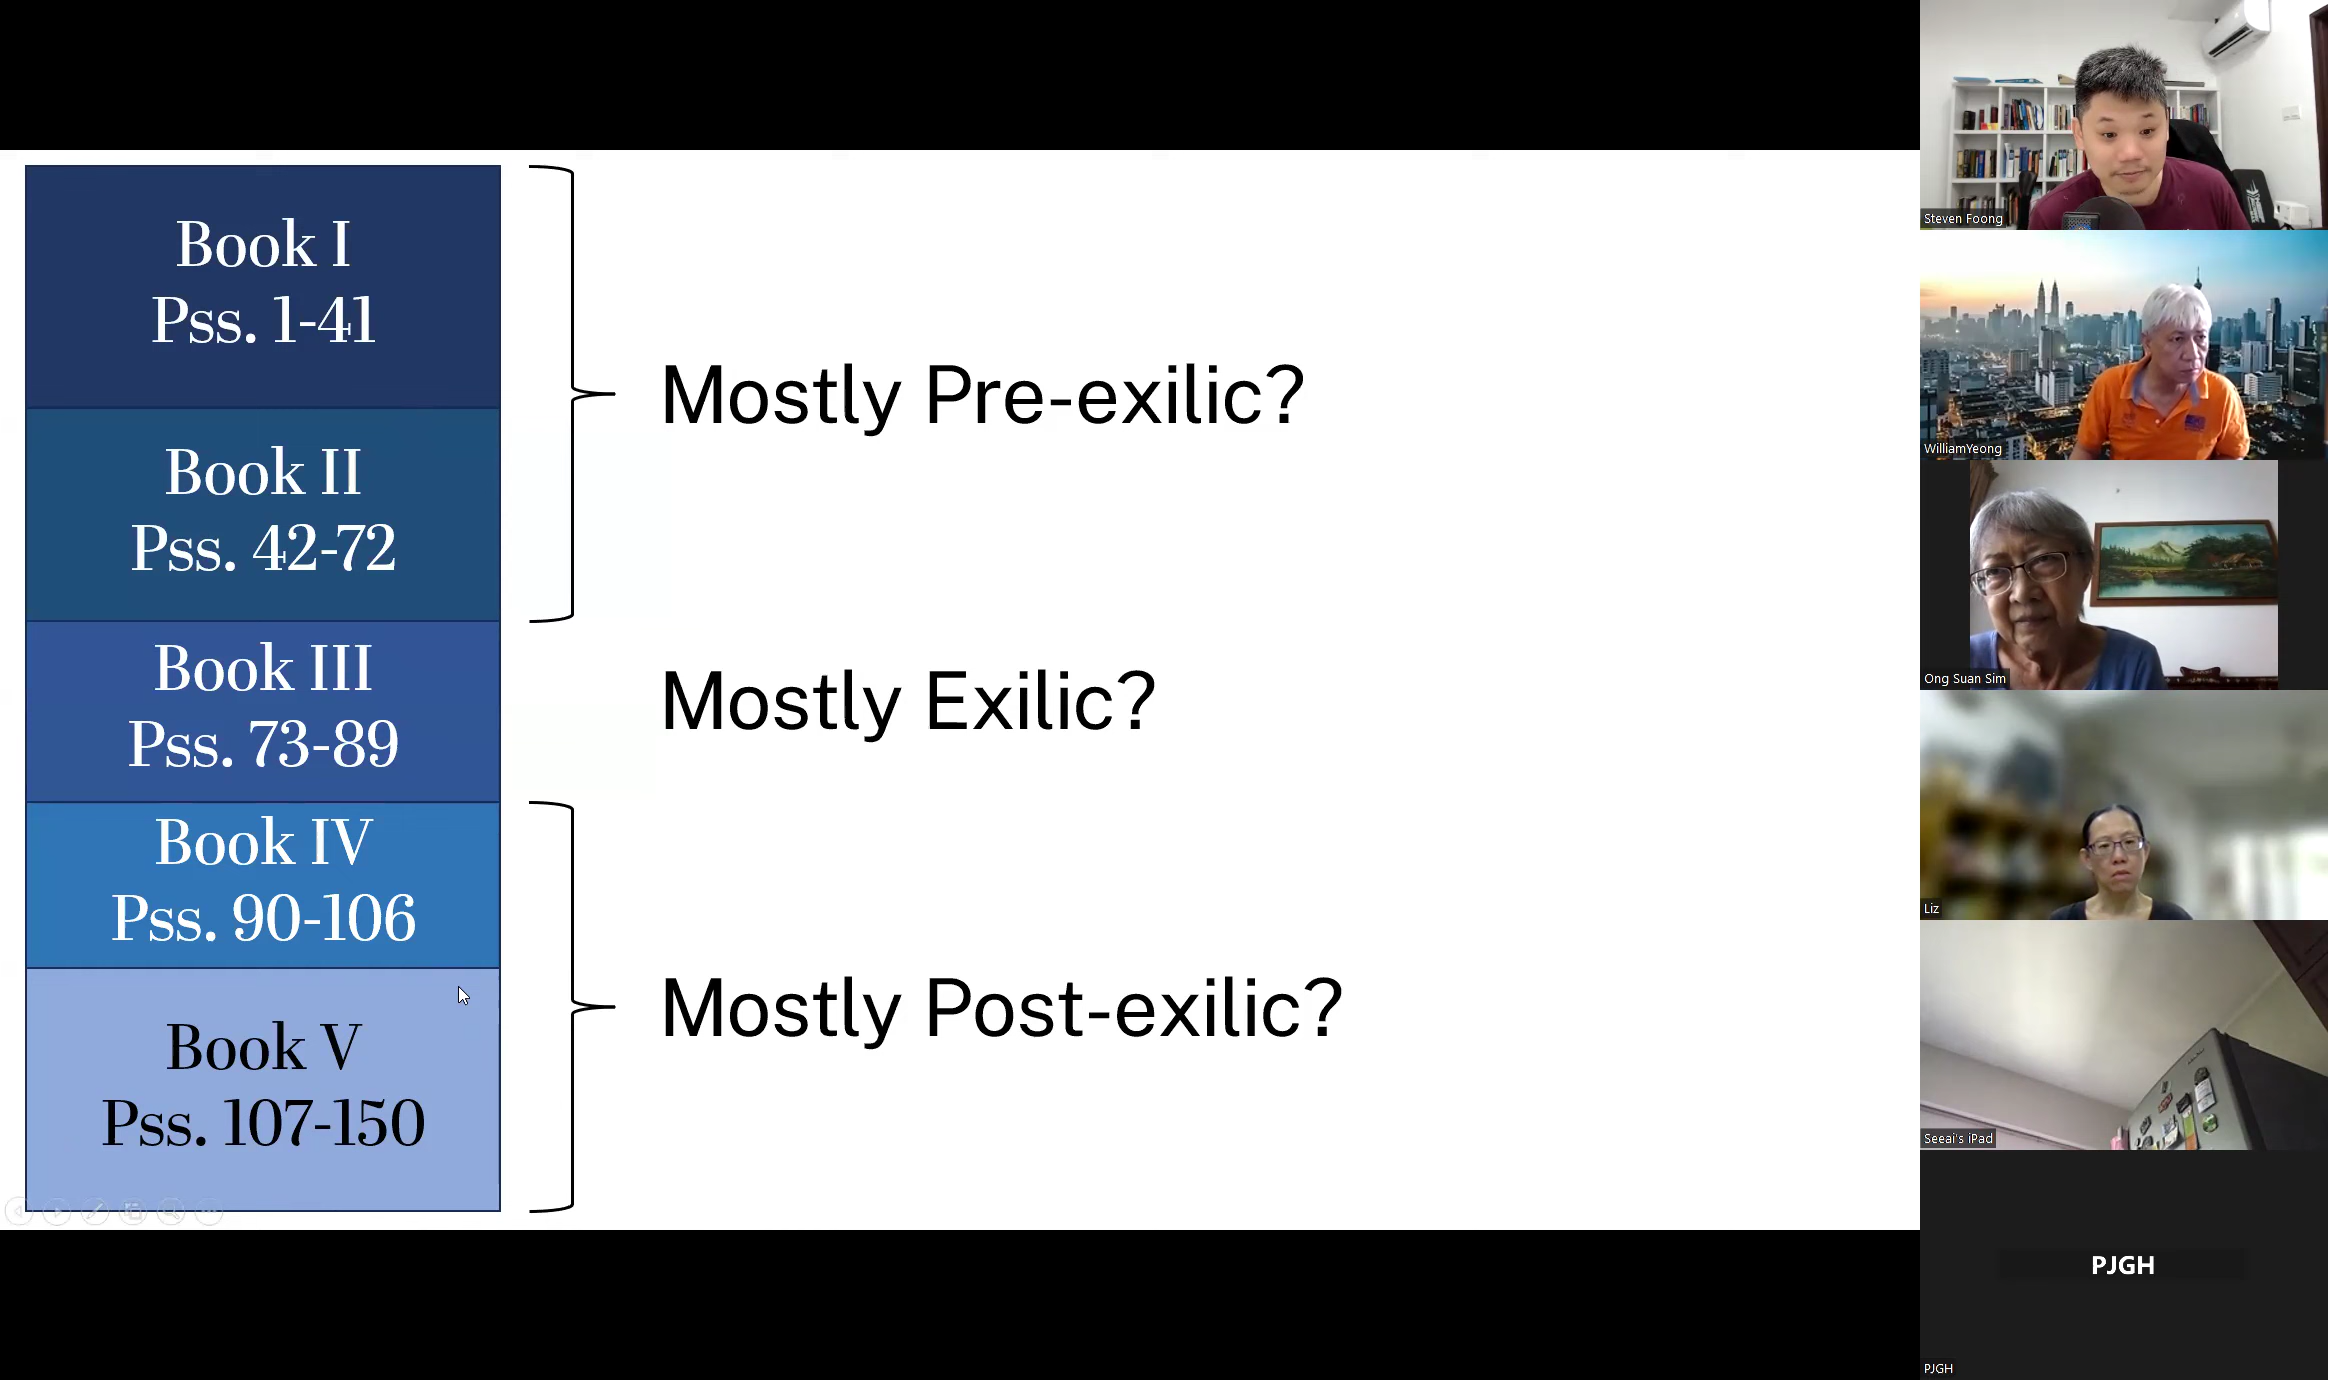 Book I
Pss. 1-41
Book II
Pss. 42-72
Book III
Pss. 73-89
Book IV
Pss. 90-106
Book V
Pss. 107-150
Mostly Pre-exilic?
Mostly Exilic?
Mostly Post-exilic?
Steven Foong
WilliamYeong
Ong Suan Sim
Liz
Seeai's iPad
PJGH
PJGH